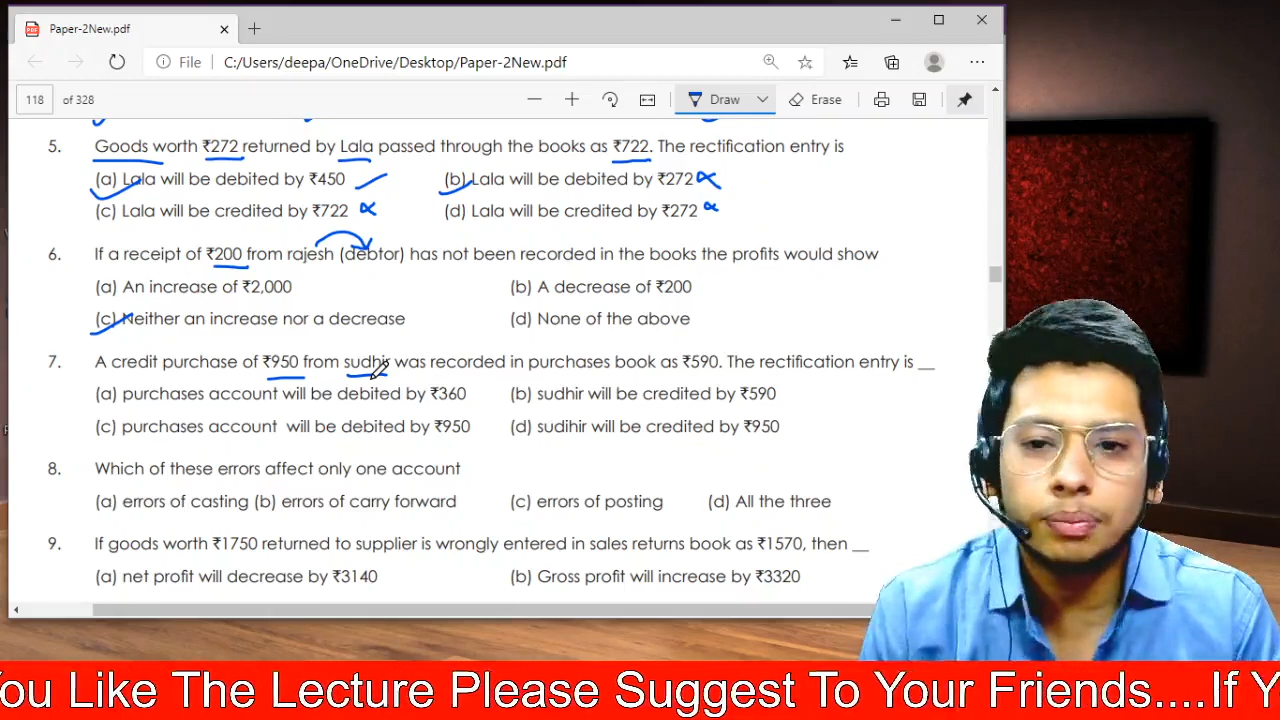 Paper-2New.pdf
File C:/Users/deepa/OneDrive/Desktop/Paper-2New.pdf
118 of 328 Draw Erase
5. Goods worth ₹272 returned by Lala passed through the books as ₹722. The rectification entry is
(a) Lala will be debited by ₹450 (b) Lala will be debited by ₹272
(c) Lala will be credited by ₹722 (d) Lala will be credited by ₹272
6. If a receipt of ₹200 from rajesh (debtor) has not been recorded in the books the profits would show
(a) An increase of ₹2,000 (b) A decrease of ₹200
(c) Neither an increase nor a decrease (d) None of the above
7. A credit purchase of ₹950 from sudhir was recorded in purchases book as ₹590. The rectification entry is __
(a) purchases account will be debited by ₹360 (b) sudhir will be credited by ₹590
(c) purchases account will be debited by ₹950 (d) sudihir will be credited by ₹950
8. Which of these errors affect only one account
(a) errors of casting (b) errors of carry forward (c) errors of posting (d) All the three
9. If goods worth ₹1750 returned to supplier is wrongly entered in sales returns book as ₹1570, then __
(a) net profit will decrease by ₹3140 (b) Gross profit will increase by ₹3320
You Like The Lecture Please Suggest To Your Friends....If Y